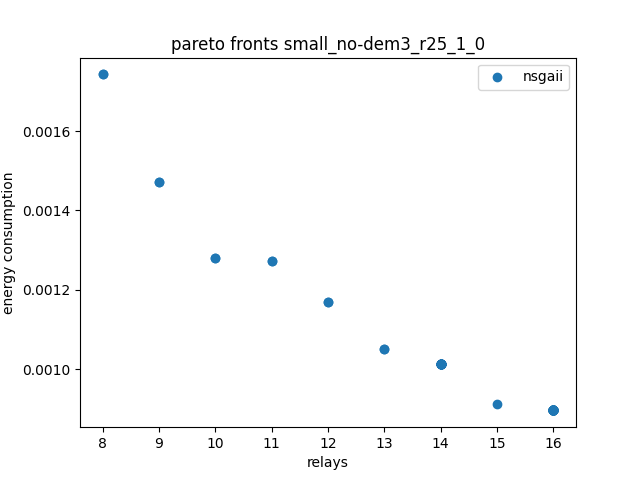 pareto fronts small_no-dem3_r25_1_0
nsgaii
0.0016
0.0014
0.0012
0.0010
energy consumption
8 9 10 11 12 13 14 15 16
relays